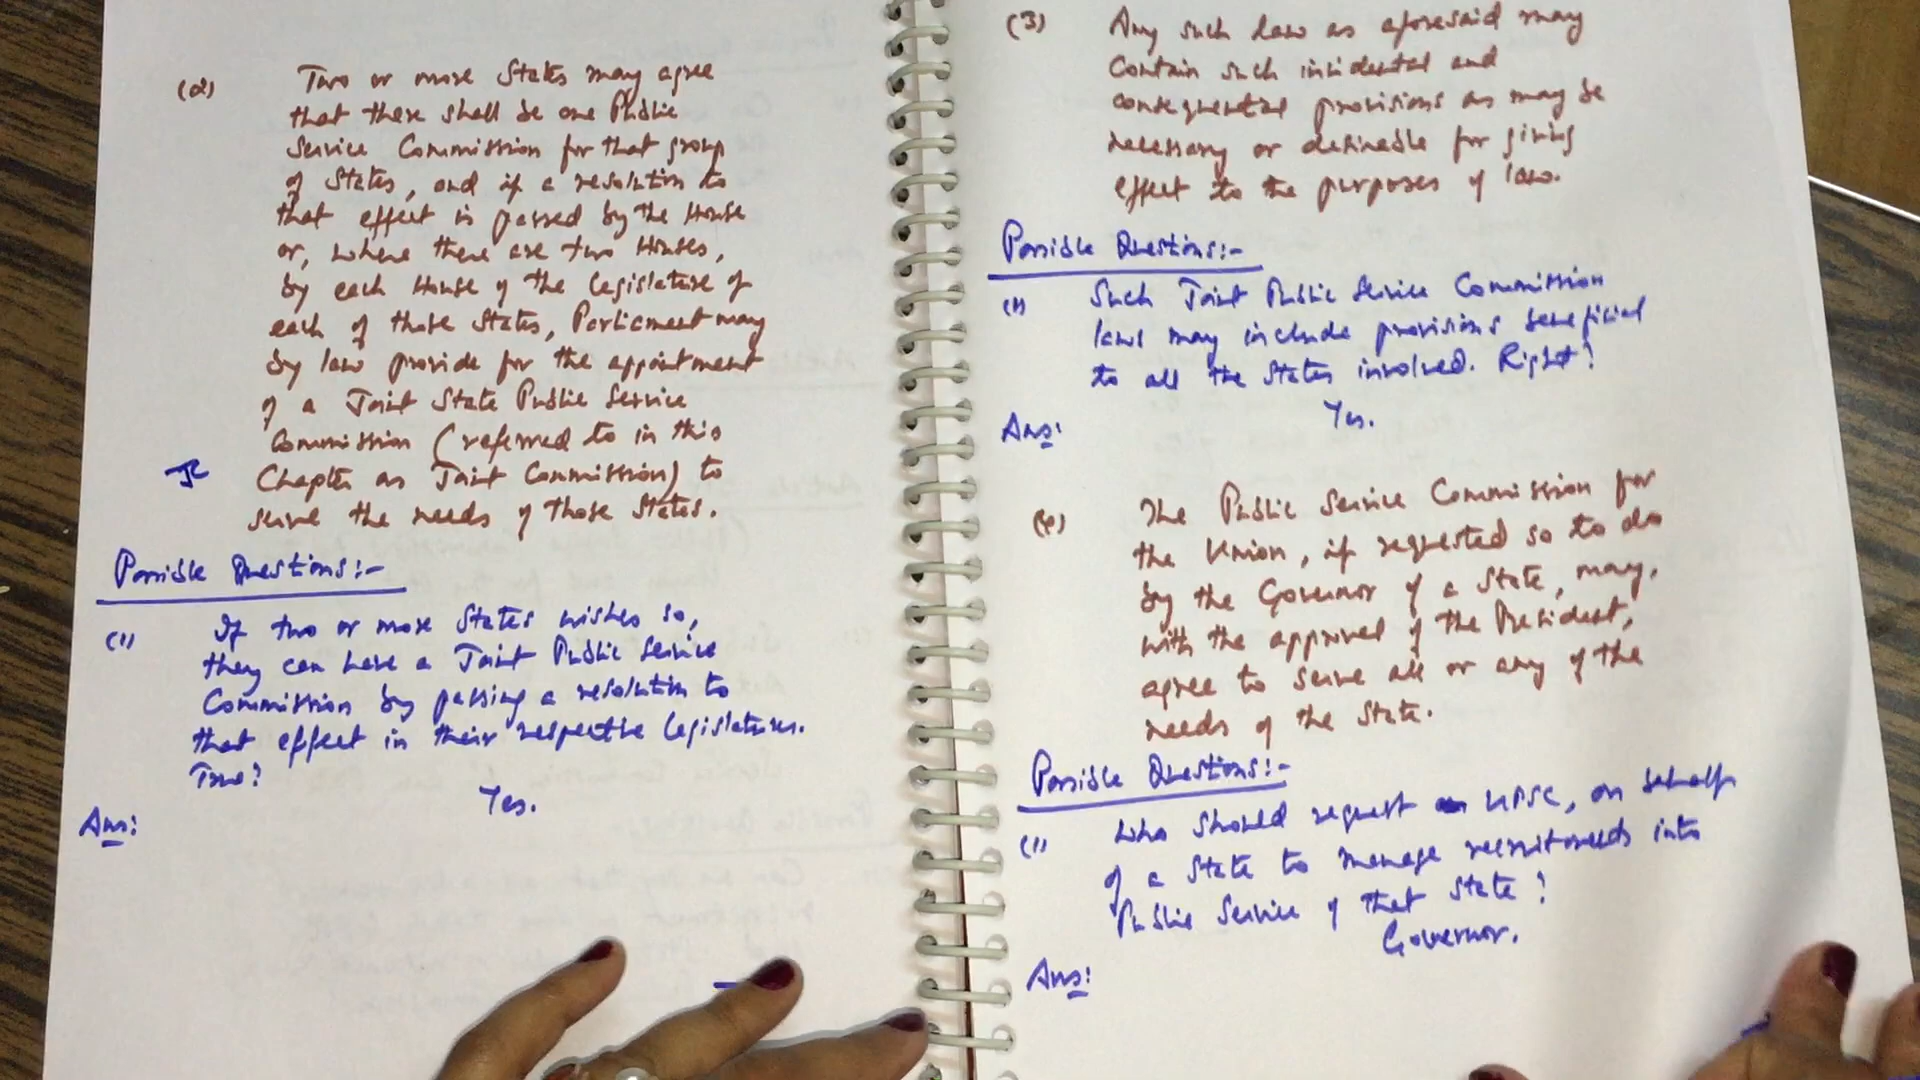 (2) Two or more States may agree
that there shall be one Public
Service Commission for that group
of States, and if a resolution to
that effect is passed by the House
or, where there are two Houses,
by each House of the legislature of
each of those States, Parliament may
by law provide for the appointment
of a Joint State Public Service
Commission (referred to in this
Chapter as Joint Commission) to
serve the needs of those States.
Possible Questions:-
(1) If two or more States wishes so,
they can have a Joint Public Service
Commission by passing a resolution to
that effect in their respective legislatures.
True?
Ans: Yes.
(3) Any such law as aforesaid may
Contain such incidental and
consequential provisions as may be
necessary or desireable for giving
effect to the purposes of law.
Possible Questions:-
(1) Such Joint Public Service Commission
laws may include provisions beneficial
to all the States involved. Right?
Ans: Yes.
(4) The Public Service Commission for
the Union, if requested so to do
by the Governor of a State, may,
with the approval of the President,
agree to serve all or any of the
needs of the State.
Possible Questions:-
(1) Who should request UPSC, on behalf
of a State to manage recruitments into
Public Service of that State?
Ans: Governor.